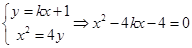 { y = kx + 1
x² = 4y ⇒ x² − 4kx − 4 = 0